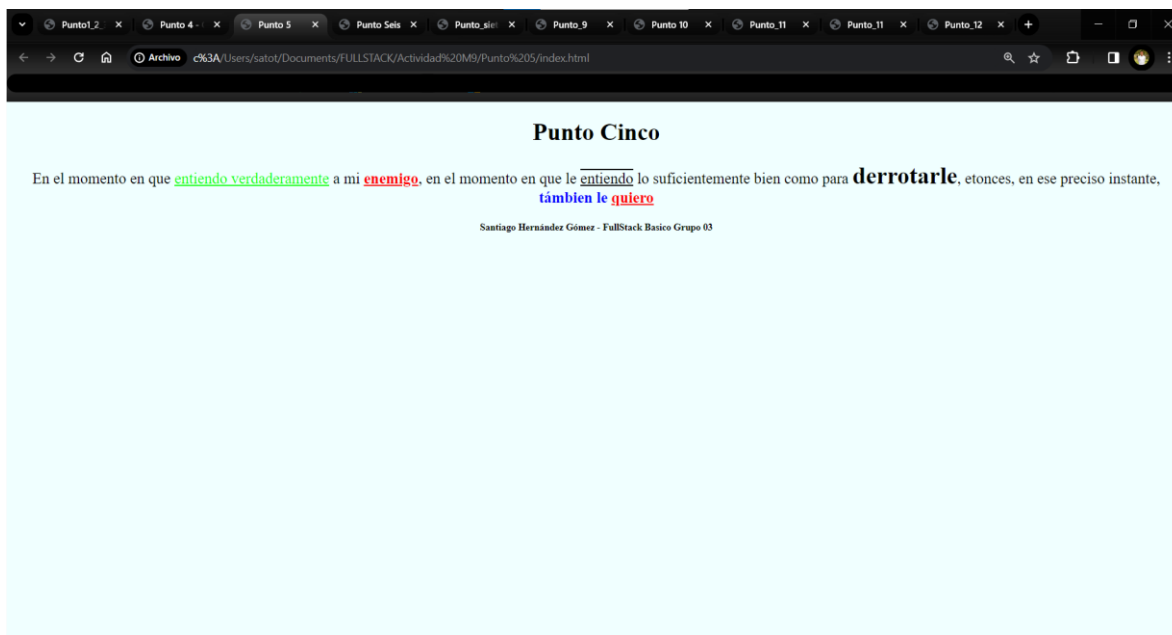 Punto1_2_ Punto 4 - Punto 5 Punto Seis Punto_sie Punto_9 Punto 10 Punto_11 Punto_11 Punto_12
Archivo c%3A/Users/satot/Documents/FULLSTACK/Actividad%20M9/Punto%205/index.html
Punto Cinco
En el momento en que entiendo verdaderamente a mi enemigo, en el momento en que le entiendo lo suficientemente bien como para derrotarle, etonces, en ese preciso instante,
támbien le quiero
Santiago Hernández Gómez - FullStack Basico Grupo 03